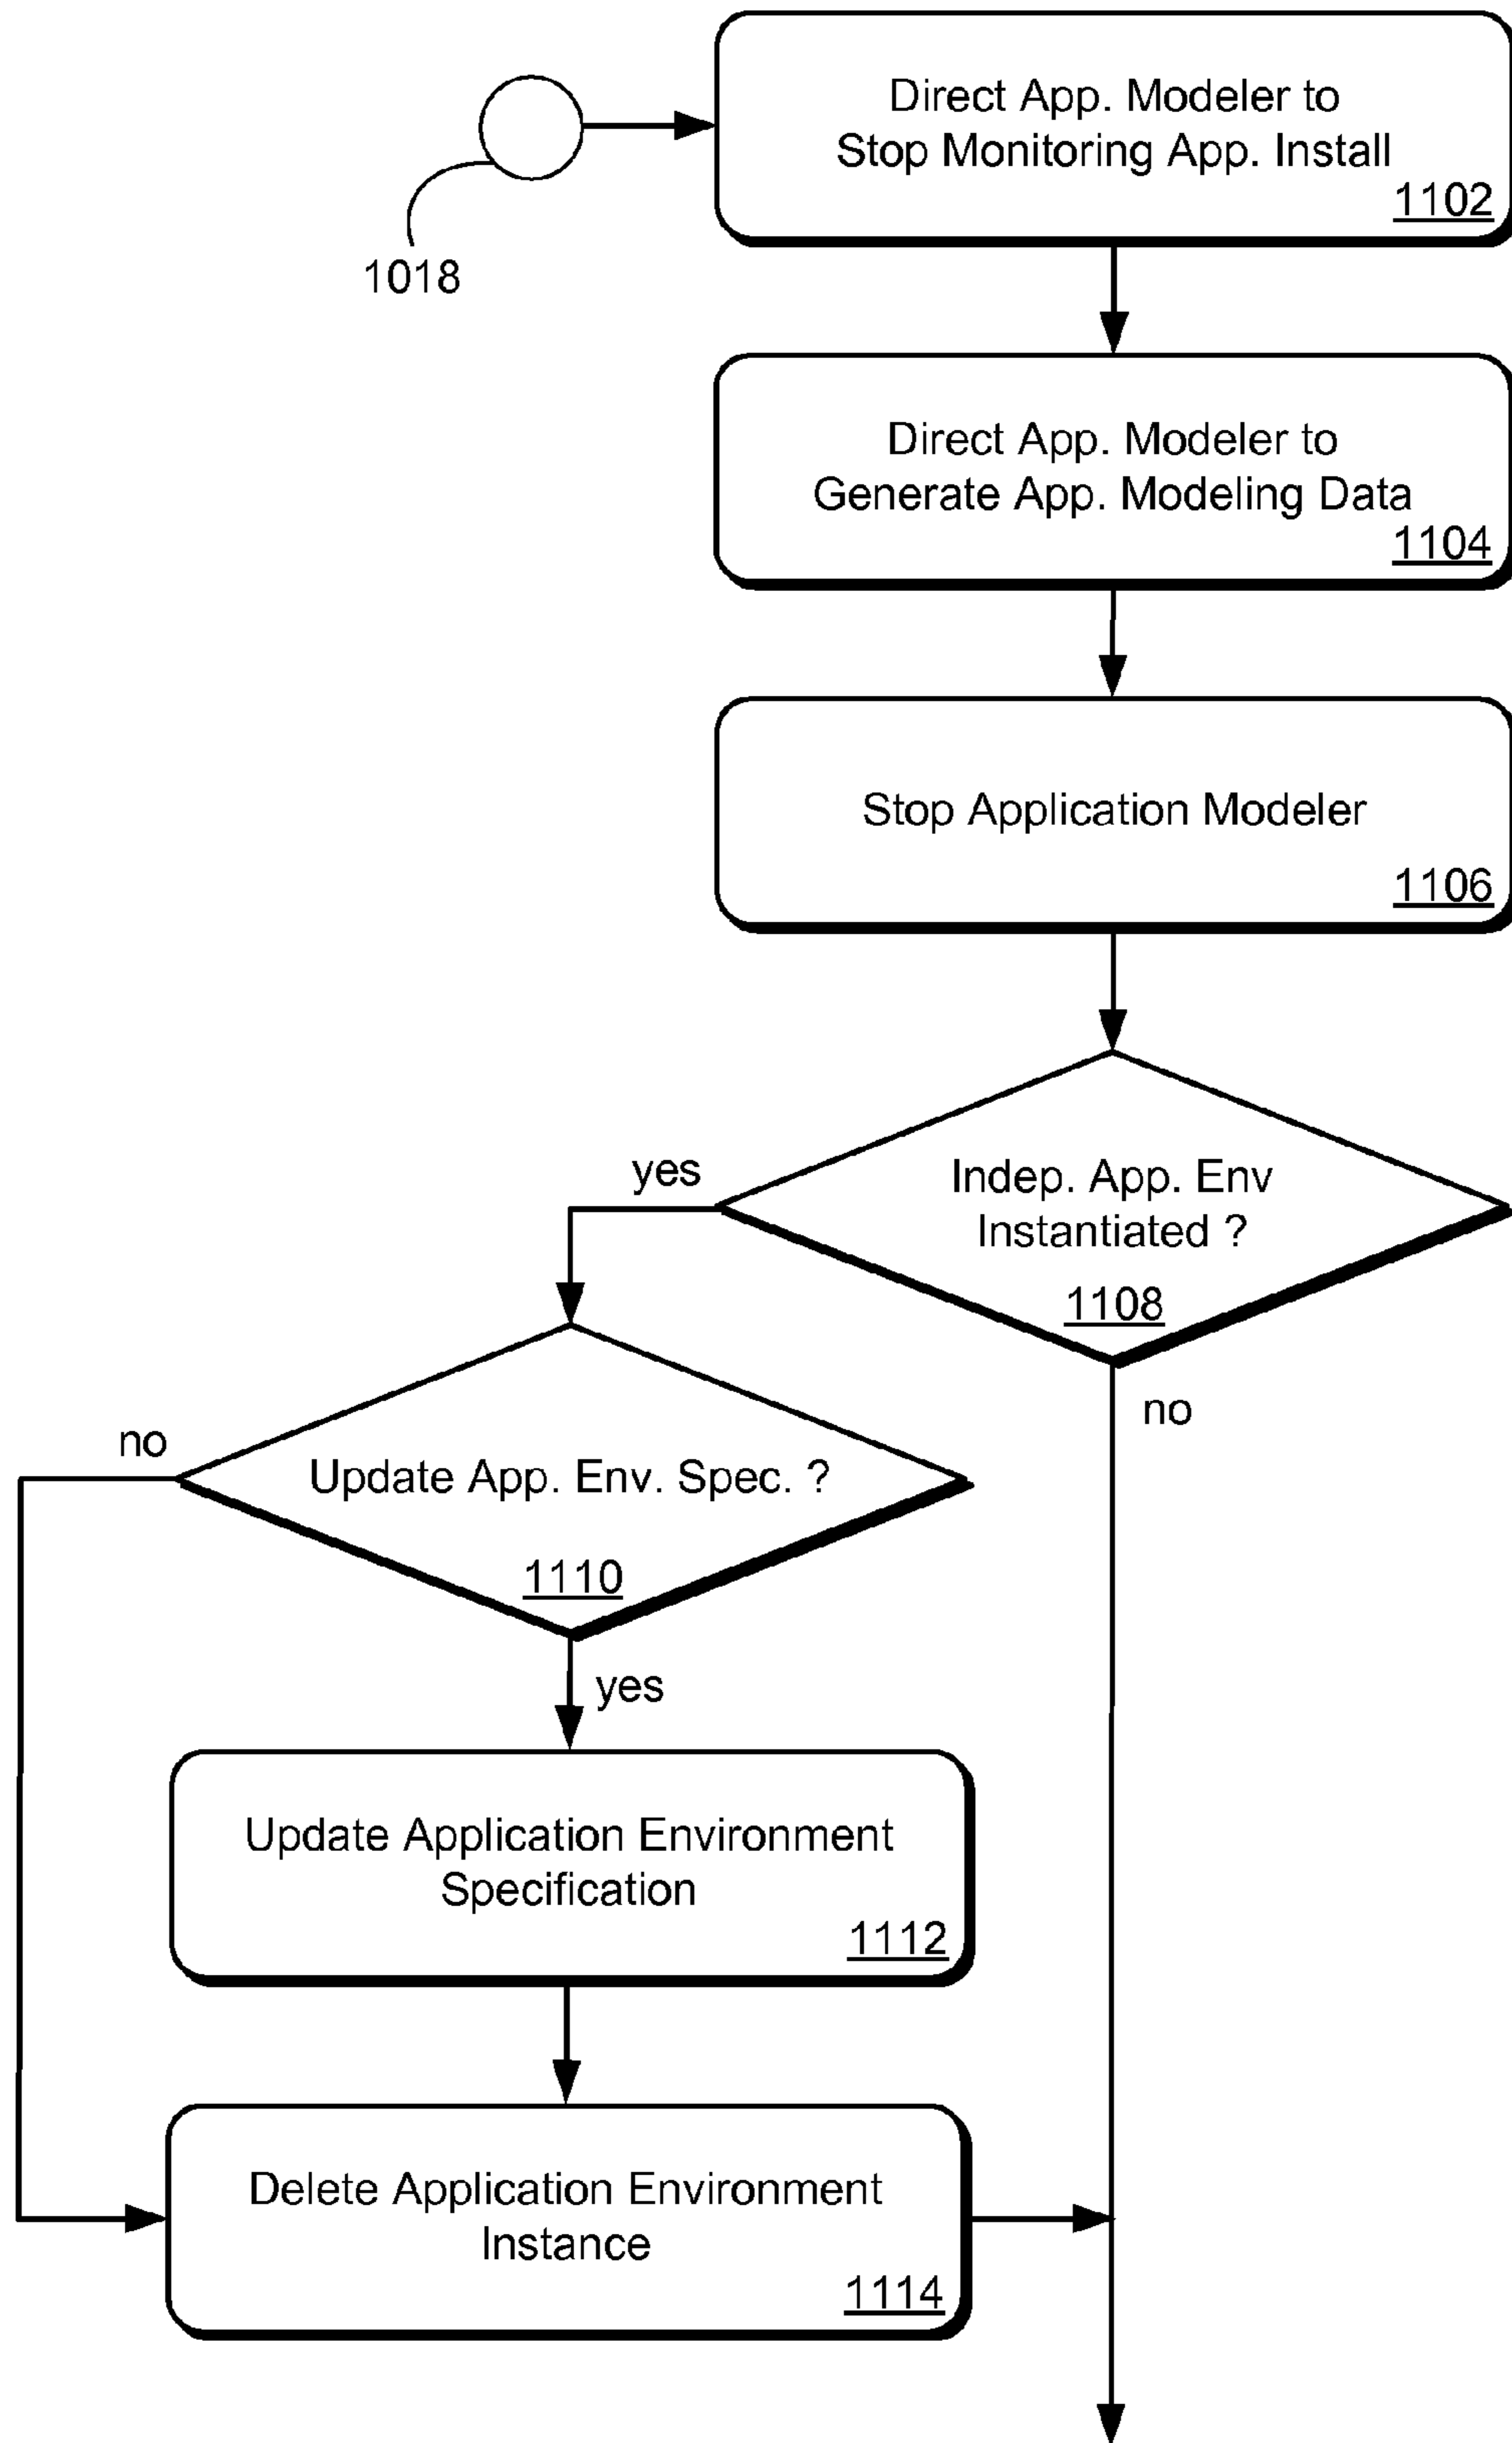 Direct App. Modeler to
Stop Monitoring App. Install
1102
1018
Direct App. Modeler to
Generate App. Modeling Data
1104
Stop Application Modeler
1106
yes
Indep. App. Env
Instantiated ?
1108
no
no
Update App. Env. Spec. ?
1110
yes
Update Application Environment
Specification
1112
Delete Application Environment
Instance
1114